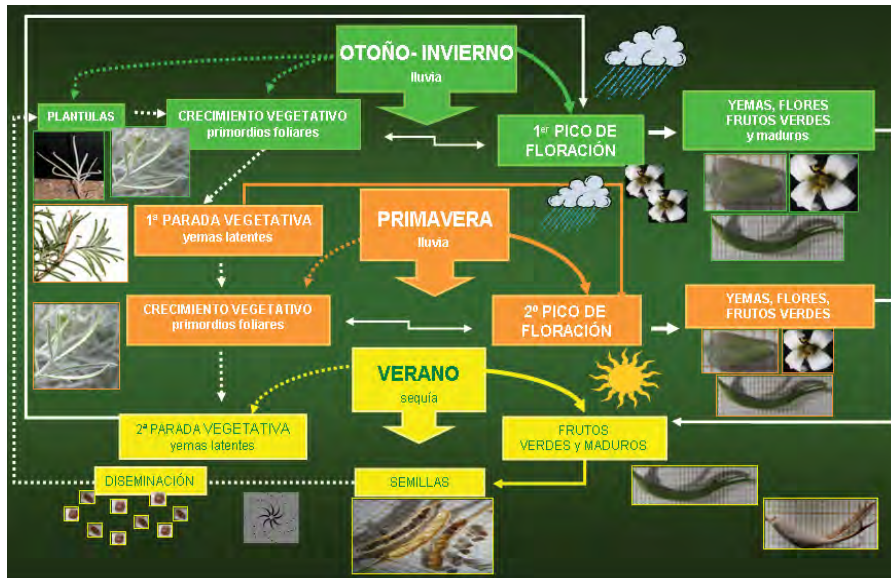 OTOÑO- INVIERNO
lluvia
PLANTULAS
CRECIMIENTO VEGETATIVO
primordios foliares
1er PICO DE
FLORACIÓN
YEMAS, FLORES
FRUTOS VERDES
y maduros
1ª PARADA VEGETATIVA
yemas latentes
PRIMAVERA
lluvia
CRECIMIENTO VEGETATIVO
primordios foliares
2º PICO DE
FLORACIÓN
YEMAS, FLORES,
FRUTOS VERDES
VERANO
sequía
2ª PARADA VEGETATIVA
yemas latentes
FRUTOS
VERDES y MADUROS
DISEMINACIÓN
SEMILLAS